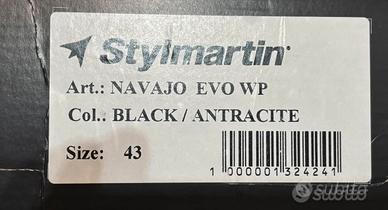 Stylmartin®
Art.: NAVAJO EVO WP
Col.. BLACK / ANTRACITE
Size: 43
1 000001 324241
subito